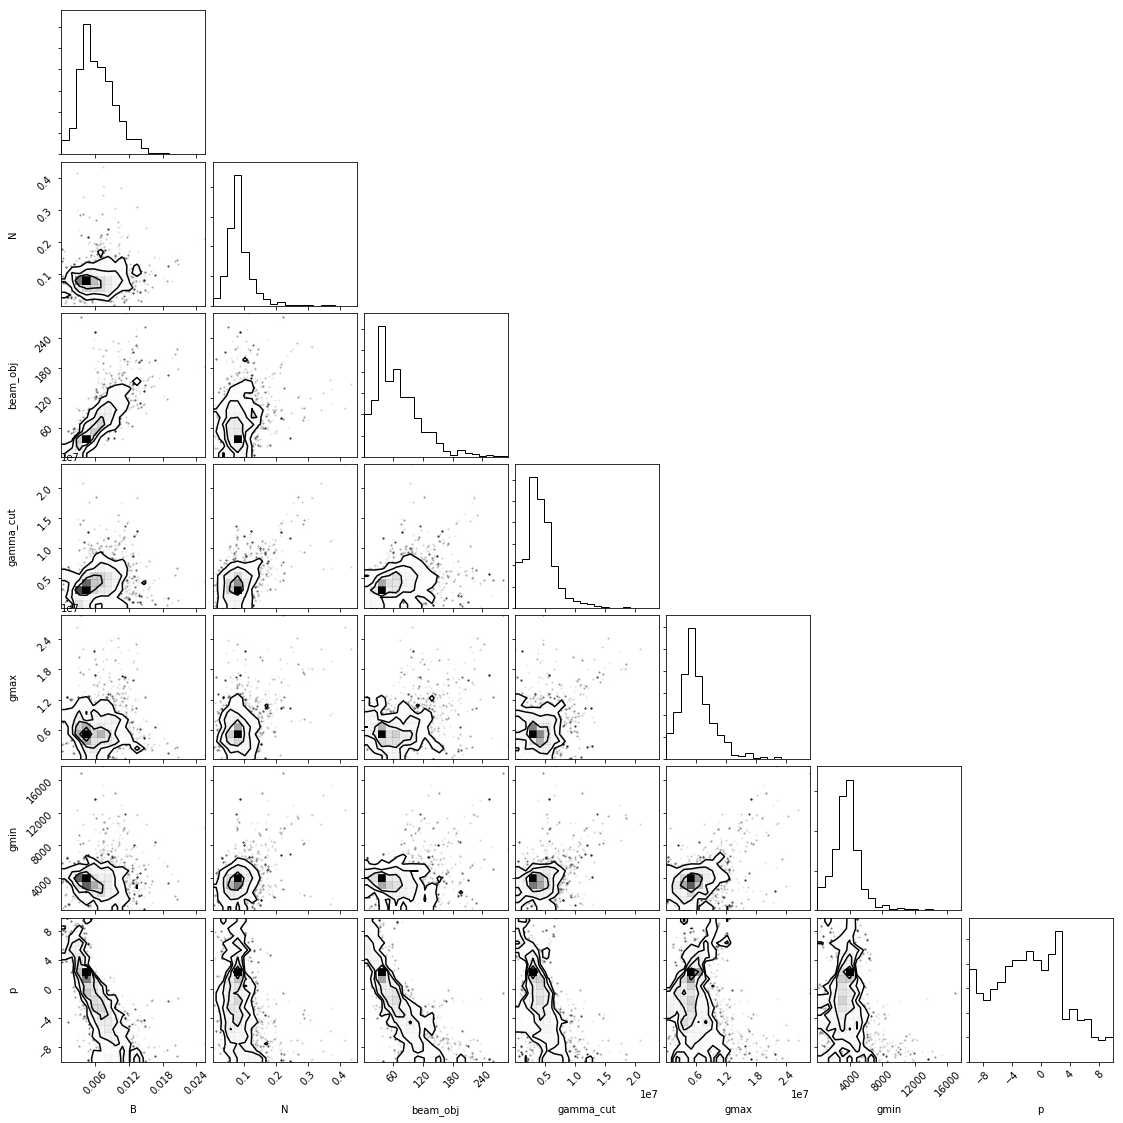 N
0.4
0.3
0.2
0.1
beam_obj
240
180
120
60
1e7
gamma_cut
2.0
1.5
1.0
0.5
1e7
gmax
2.4
1.8
1.2
0.6
gmin
16000
12000
8000
4000
p
8
4
0
−4
−8
0.006 0.012 0.018 0.024 0.1 0.2 0.3 0.4 60 120 180 240 0.5 1.0 1.5 2.0 0.6 1.2 1.8 2.4 4000 8000 12000 16000 −8 −4 0 4 8
1e7 1e7
B N beam_obj gamma_cut gmax gmin p